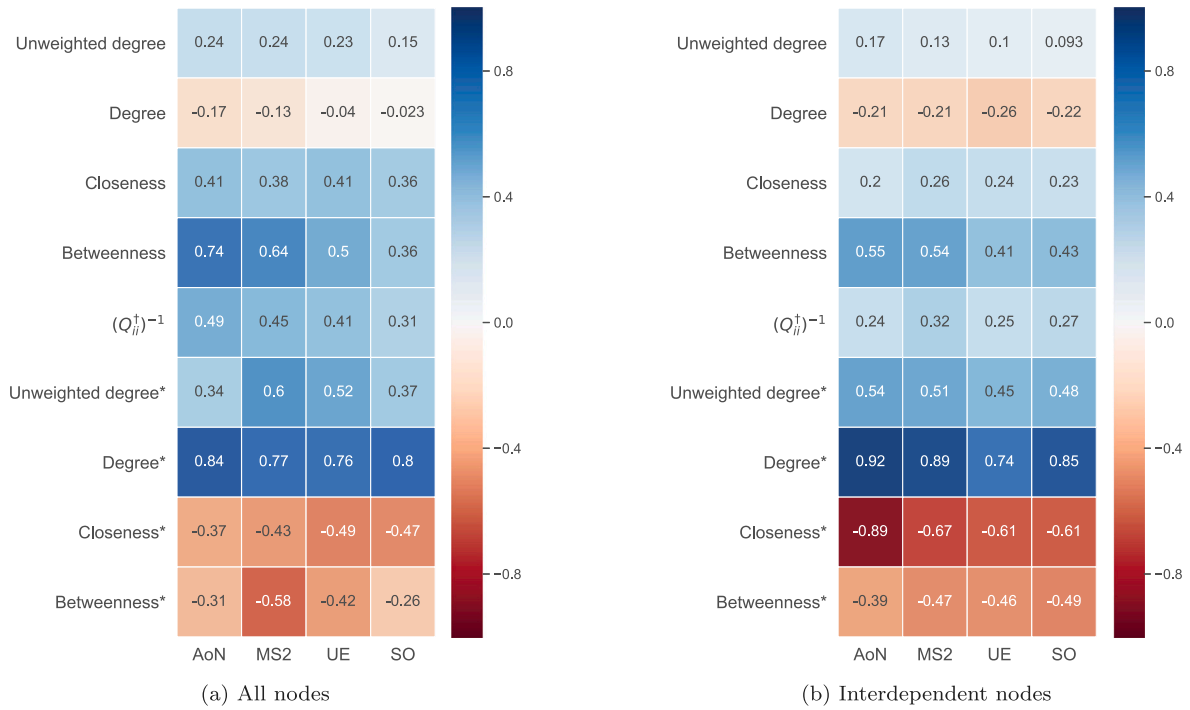 Unweighted degree 0.24 0.24 0.23 0.15
Degree -0.17 -0.13 -0.04 -0.023
Closeness 0.41 0.38 0.41 0.36
Betweenness 0.74 0.64 0.5 0.36
(Q†ii)−1 0.49 0.45 0.41 0.31
Unweighted degree* 0.34 0.6 0.52 0.37
Degree* 0.84 0.77 0.76 0.8
Closeness* -0.37 -0.43 -0.49 -0.47
Betweenness* -0.31 -0.58 -0.42 -0.26
AoN MS2 UE SO
0.8
0.4
0.0
−0.4
−0.8
(a) All nodes
Unweighted degree 0.17 0.13 0.1 0.093
Degree -0.21 -0.21 -0.26 -0.22
Closeness 0.2 0.26 0.24 0.23
Betweenness 0.55 0.54 0.41 0.43
(Q†ii)−1 0.24 0.32 0.25 0.27
Unweighted degree* 0.54 0.51 0.45 0.48
Degree* 0.92 0.89 0.74 0.85
Closeness* -0.89 -0.67 -0.61 -0.61
Betweenness* -0.39 -0.47 -0.46 -0.49
AoN MS2 UE SO
0.8
0.4
0.0
−0.4
−0.8
(b) Interdependent nodes